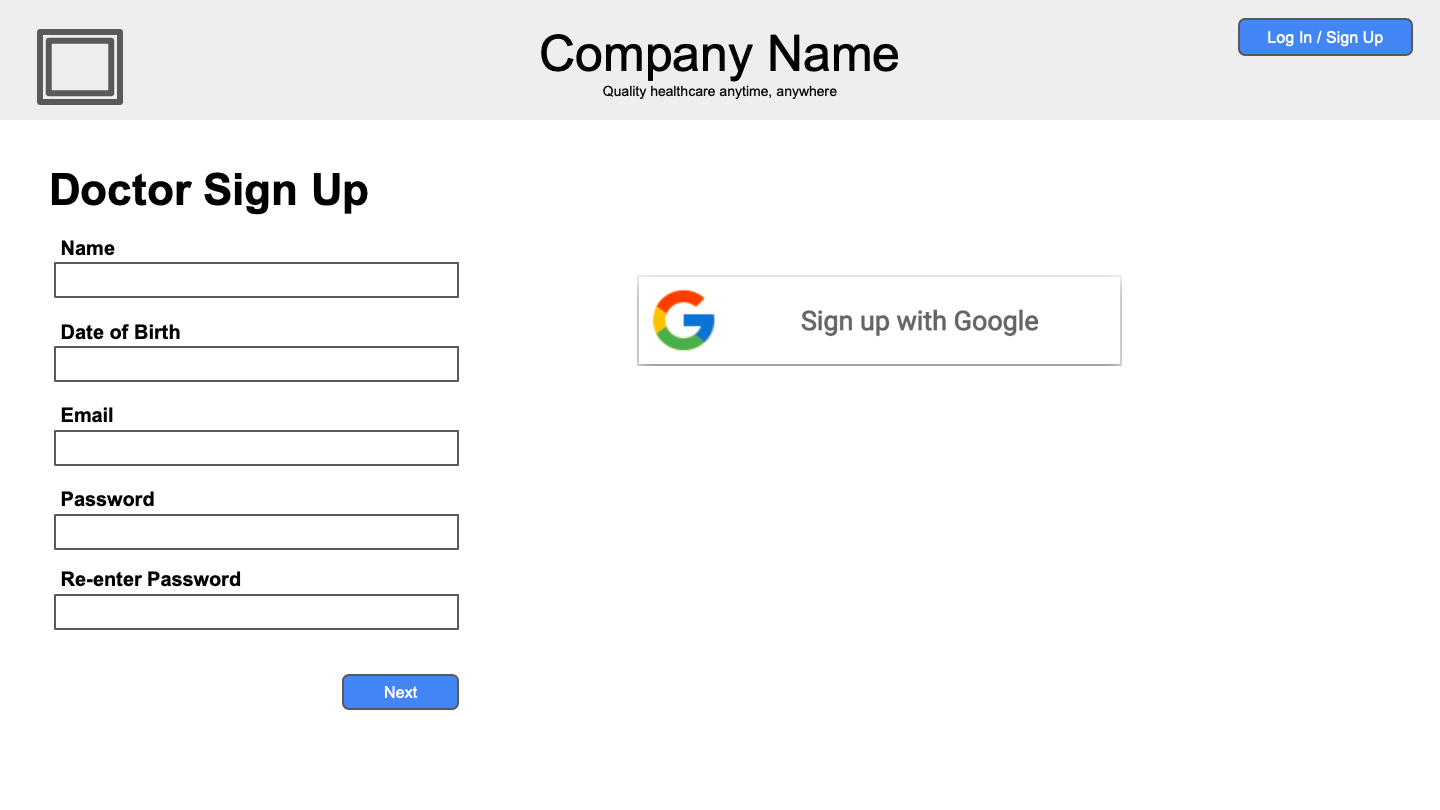 Company Name
Quality healthcare anytime, anywhere
Log In / Sign Up
Doctor Sign Up
Name
Date of Birth
Email
Password
Re-enter Password
Next
Sign up with Google